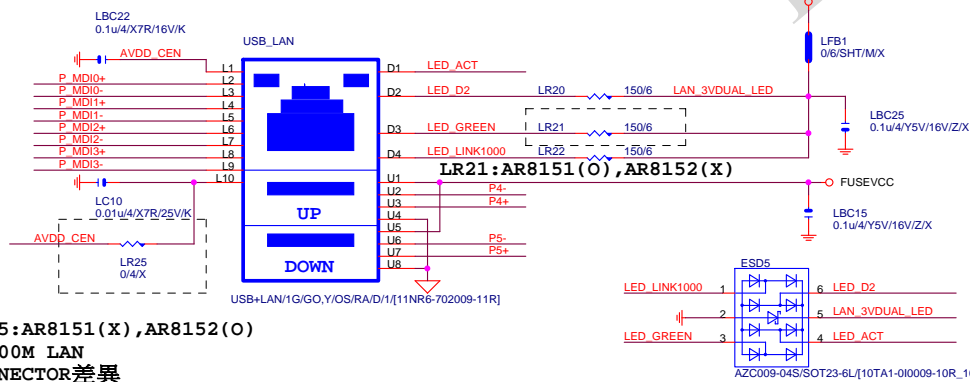 LBC22
0.1u/4/X7R/16V/K
AVDD_CEN
P_MDI0+
P_MDI0-
P_MDI1+
P_MDI1-
P_MDI2+
P_MDI2-
P_MDI3+
P_MDI3-
LC10
0.01u/4/X7R/25V/K
AVDD_CEN
LR25
0/4/X
USB_LAN
L1
L2
L3
L4
L5
L6
L7
L8
L9
L10
UP
DOWN
D1
D2
D3
D4
U1
U2
U3
U4
U5
U6
U7
U8
USB+LAN/1G/GO,Y/OS/RA/D/1/[11NR6-702009-11R]
LED_ACT
LED_D2
LR20
150/6
LAN_3VDUAL_LED
LED_GREEN
LR21
150/6
LED_LINK1000
LR22
150/6
LR21:AR8151(O),AR8152(X)
P4-
P4+
P5-
P5+
LFB1
0/6/SHT/M/X
LBC25
0.1u/4/Y5V/16V/Z/X
FUSEVCC
LBC15
0.1u/4/Y5V/16V/Z/X
ESD5
LED_LINK1000
1
6
LED_D2
2
5
LAN_3VDUAL_LED
LED_GREEN
3
4
LED_ACT
5:AR8151(X),AR8152(O)
00M LAN
NECTOR差異